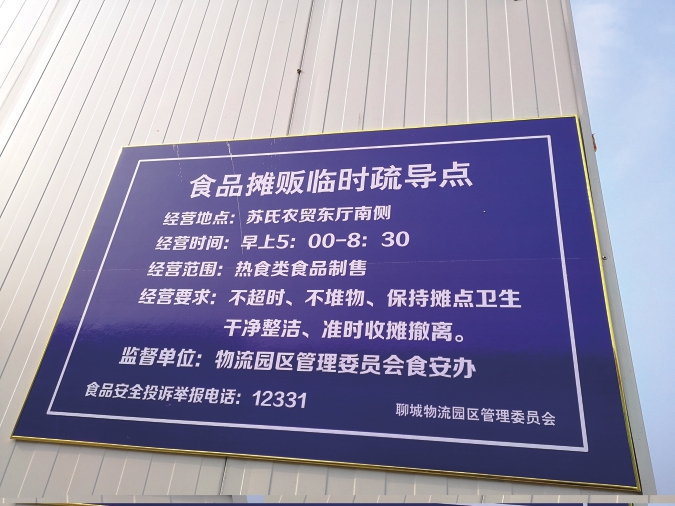 食品摊贩临时疏导点
经营地点：苏氏农贸东厅南侧
经营时间：早上5：00-8：30
经营范围：热食类食品制售
经营要求：不超时、不堆物、保持摊点卫生
干净整洁、准时收摊撤离。
监督单位：物流园区管理委员会食安办
食品安全投诉举报电话：12331
聊城物流园区管理委员会